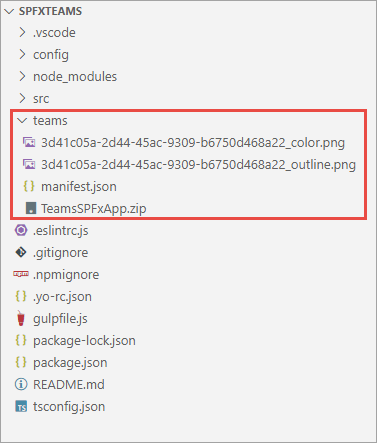 SPFXTEAMS
.vscode
config
node_modules
src
teams
3d41c05a-2d44-45ac-9309-b6750d468a22_color.png
3d41c05a-2d44-45ac-9309-b6750d468a22_outline.png
{} manifest.json
TeamsSPFxApp.zip
.eslintrc.js
.gitignore
npm .npmignore
{} .yo-rc.json
gulpfile.js
{} package-lock.json
{} package.json
README.md
TS tsconfig.json